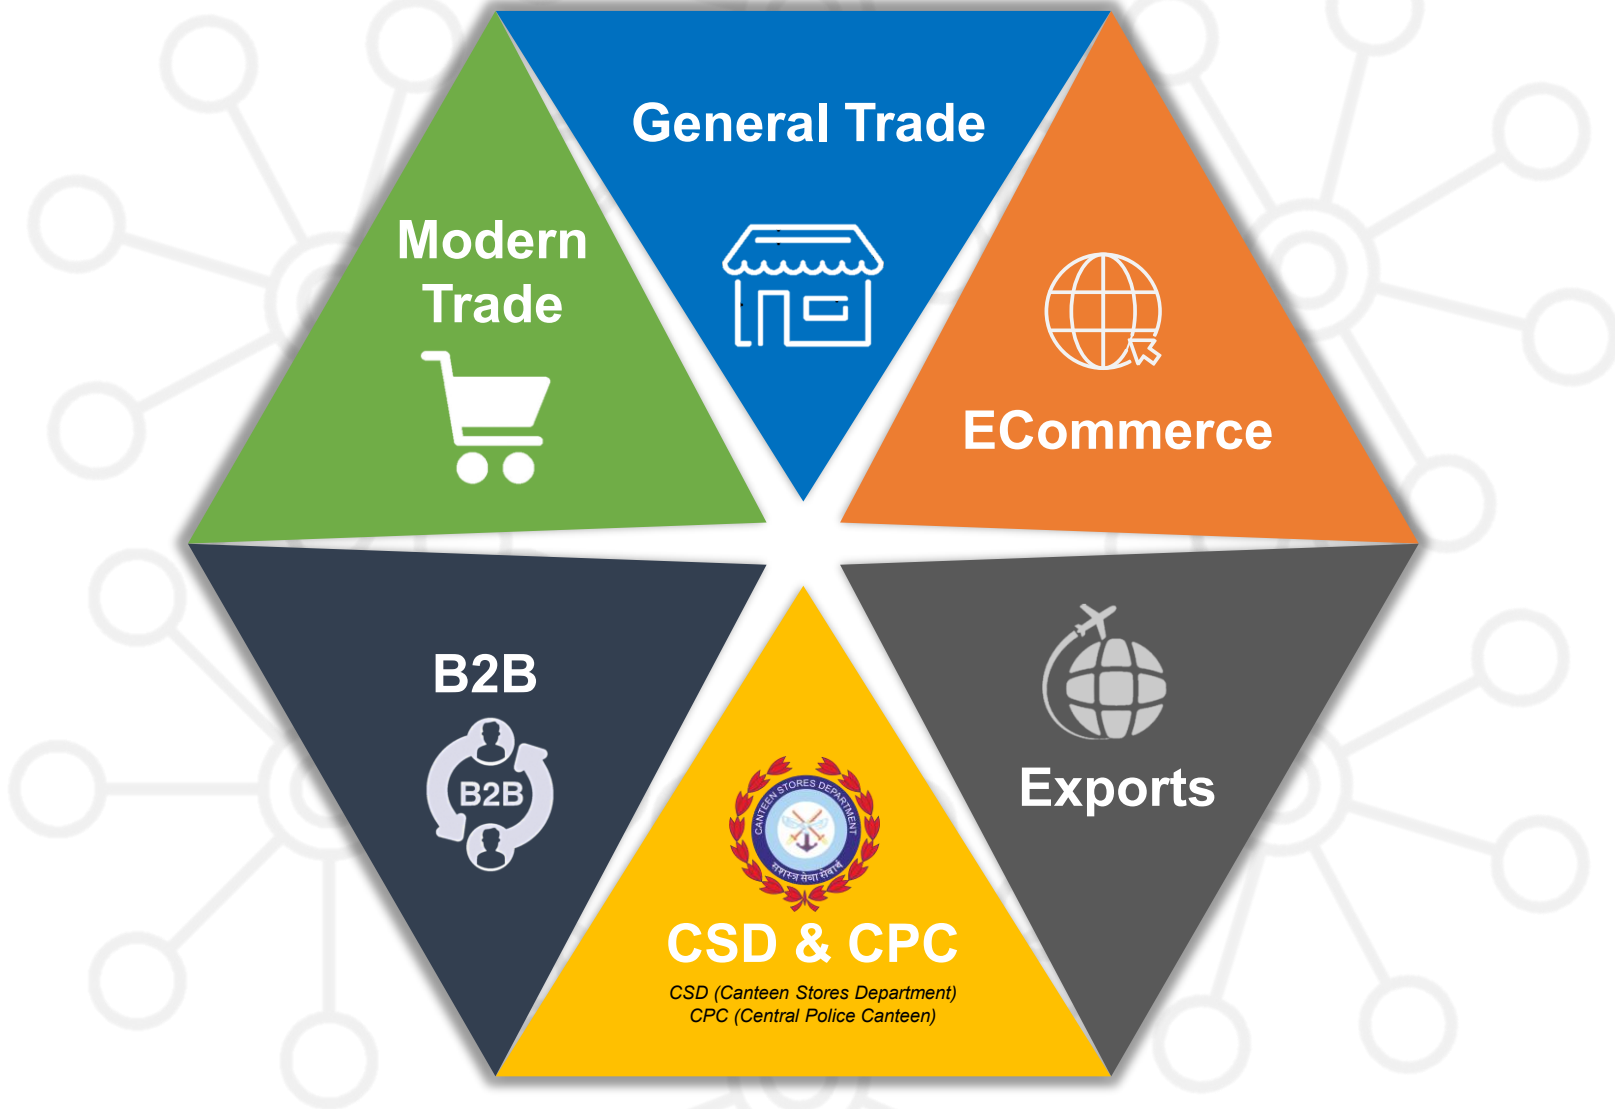 General Trade
Modern
Trade
ECommerce
B2B
B2B
Exports
CANTEEN STORES DEPARTMENT
सशस्त्र सेना सेवार्थ
CSD & CPC
CSD (Canteen Stores Department)
CPC (Central Police Canteen)